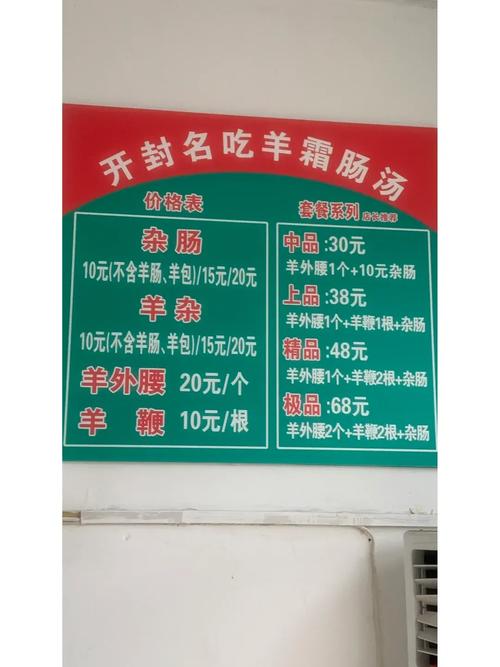 开封名吃羊霜肠汤
价格表
杂肠
10元(不含羊肠、羊包)/15元/20元
羊杂
10元(不含羊肠、羊包)/15元/20元
羊外腰 20元/个
羊鞭 10元/根
套餐系列 店长推荐
中品:30元
羊外腰1个+10元杂肠
上品:38元
羊外腰1个+羊鞭1根+杂肠
精品:48元
羊外腰1个+羊鞭2根+杂肠
极品:68元
羊外腰2个+羊鞭2根+杂肠